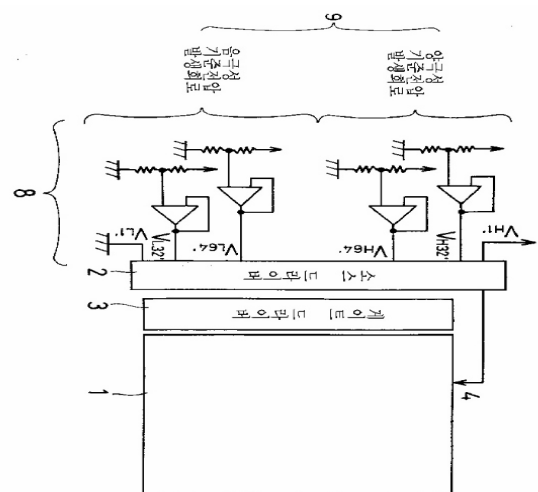 9
음극성
기준전압
발생회로
양극성
기준전압
발생회로
8
VL1'
VL32''
VL64'
VH64'
VH32''
VH1'
2
소스 드라이버
3
게이트 드라이버
4
1